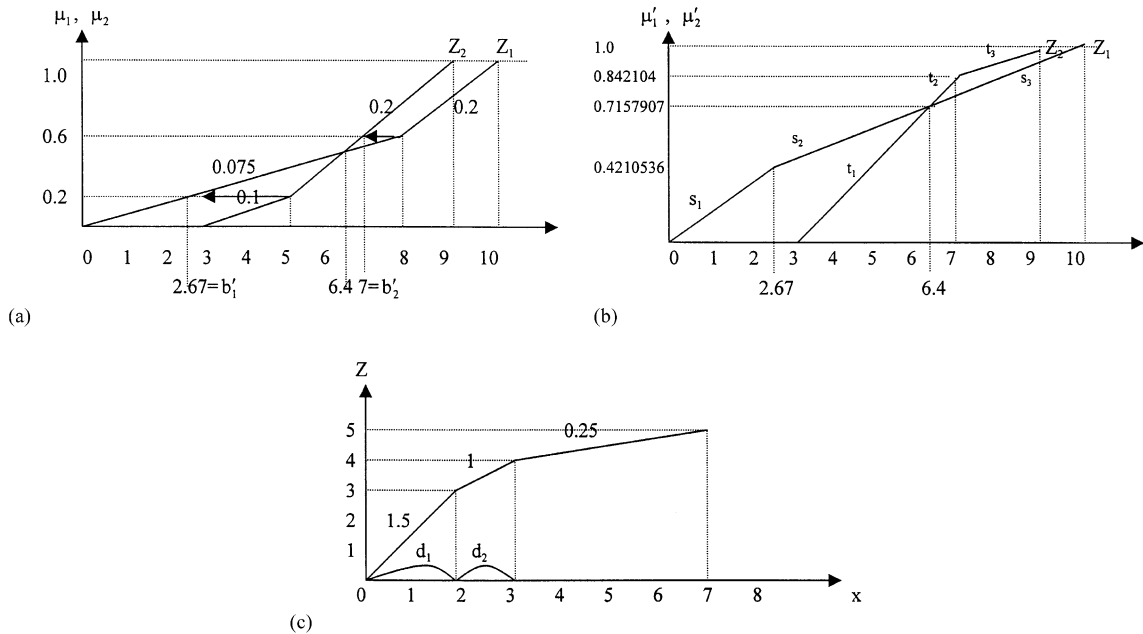 μ₁ , μ₂
Z₂ Z₁
1.0
0.2 0.2
0.6
0.075
0.2 0.1
0 1 2 3 4 5 6 7 8 9 10
2.67=b′₁ 6.4 7=b′₂
(a)
μ′₁ , μ′₂
1.0 t₃ Z₂ Z₁
0.842104 t₂ s₃
0.7157907
s₂
0.4210536 t₁
s₁
0 1 2 3 4 5 6 7 8 9 10
2.67 6.4
(b)
Z
5 0.25
4 1
3
2 1.5
1 d₁ d₂
0 1 2 3 4 5 6 7 8 x
(c)